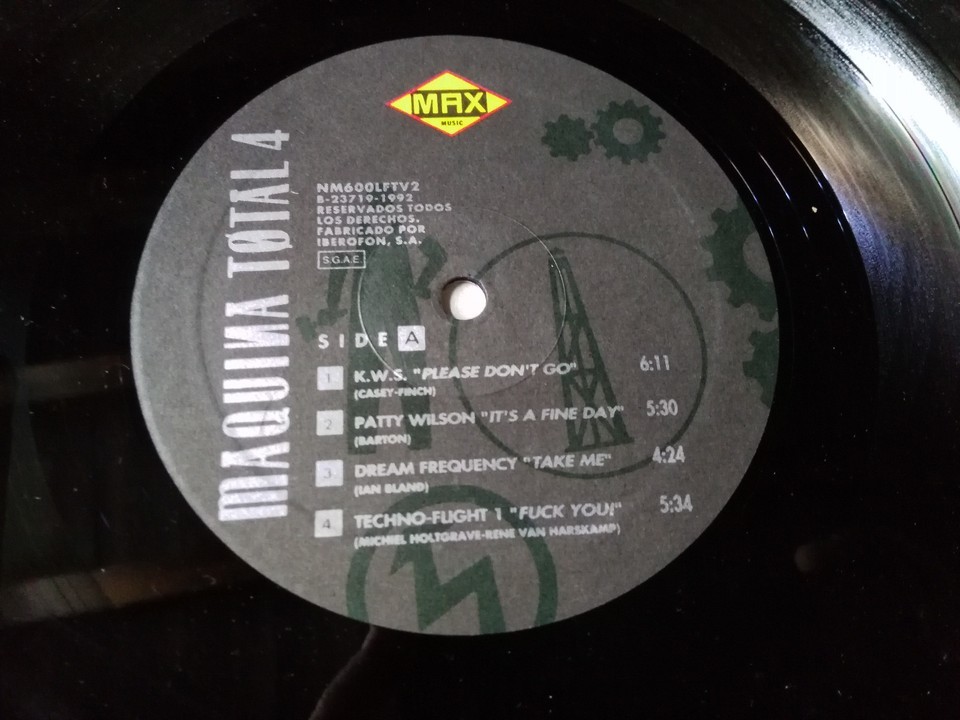 MAX
MUSIC
MAQUINA TØTAL 4
NM600LFTV2
B-23719-1992
RESERVADOS TODOS
LOS DERECHOS.
FABRICADO POR
IBEROFON, S.A.
S.G.A.E.
SIDE A
1. K.W.S. "PLEASE DON'T GO" 6:11
(CASEY-FINCH)
2 PATTY WILSON "IT'S A FINE DAY" 5:30
(BARTON)
3 DREAM FREQUENCY "TAKE ME" 4:24
(IAN BLAND)
4. TECHNO-FLIGHT 1 "FUCK YOU!" 5:34
(MICHIEL HOLTGRAVE-RENE VAN HARSKAMP)